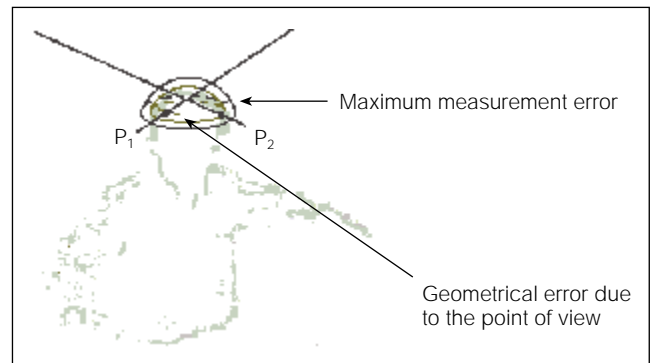 Maximum measurement error
P1 P2
Geometrical error due
to the point of view